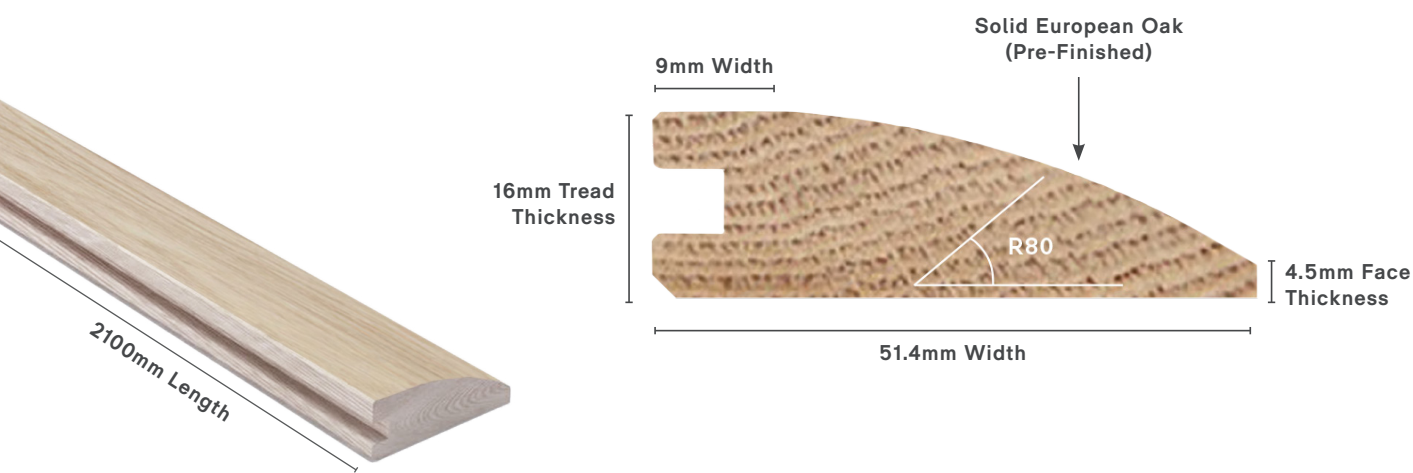 Solid European Oak
(Pre-Finished)
9mm Width
16mm Tread
Thickness
R80
4.5mm Face
Thickness
51.4mm Width
2100mm Length